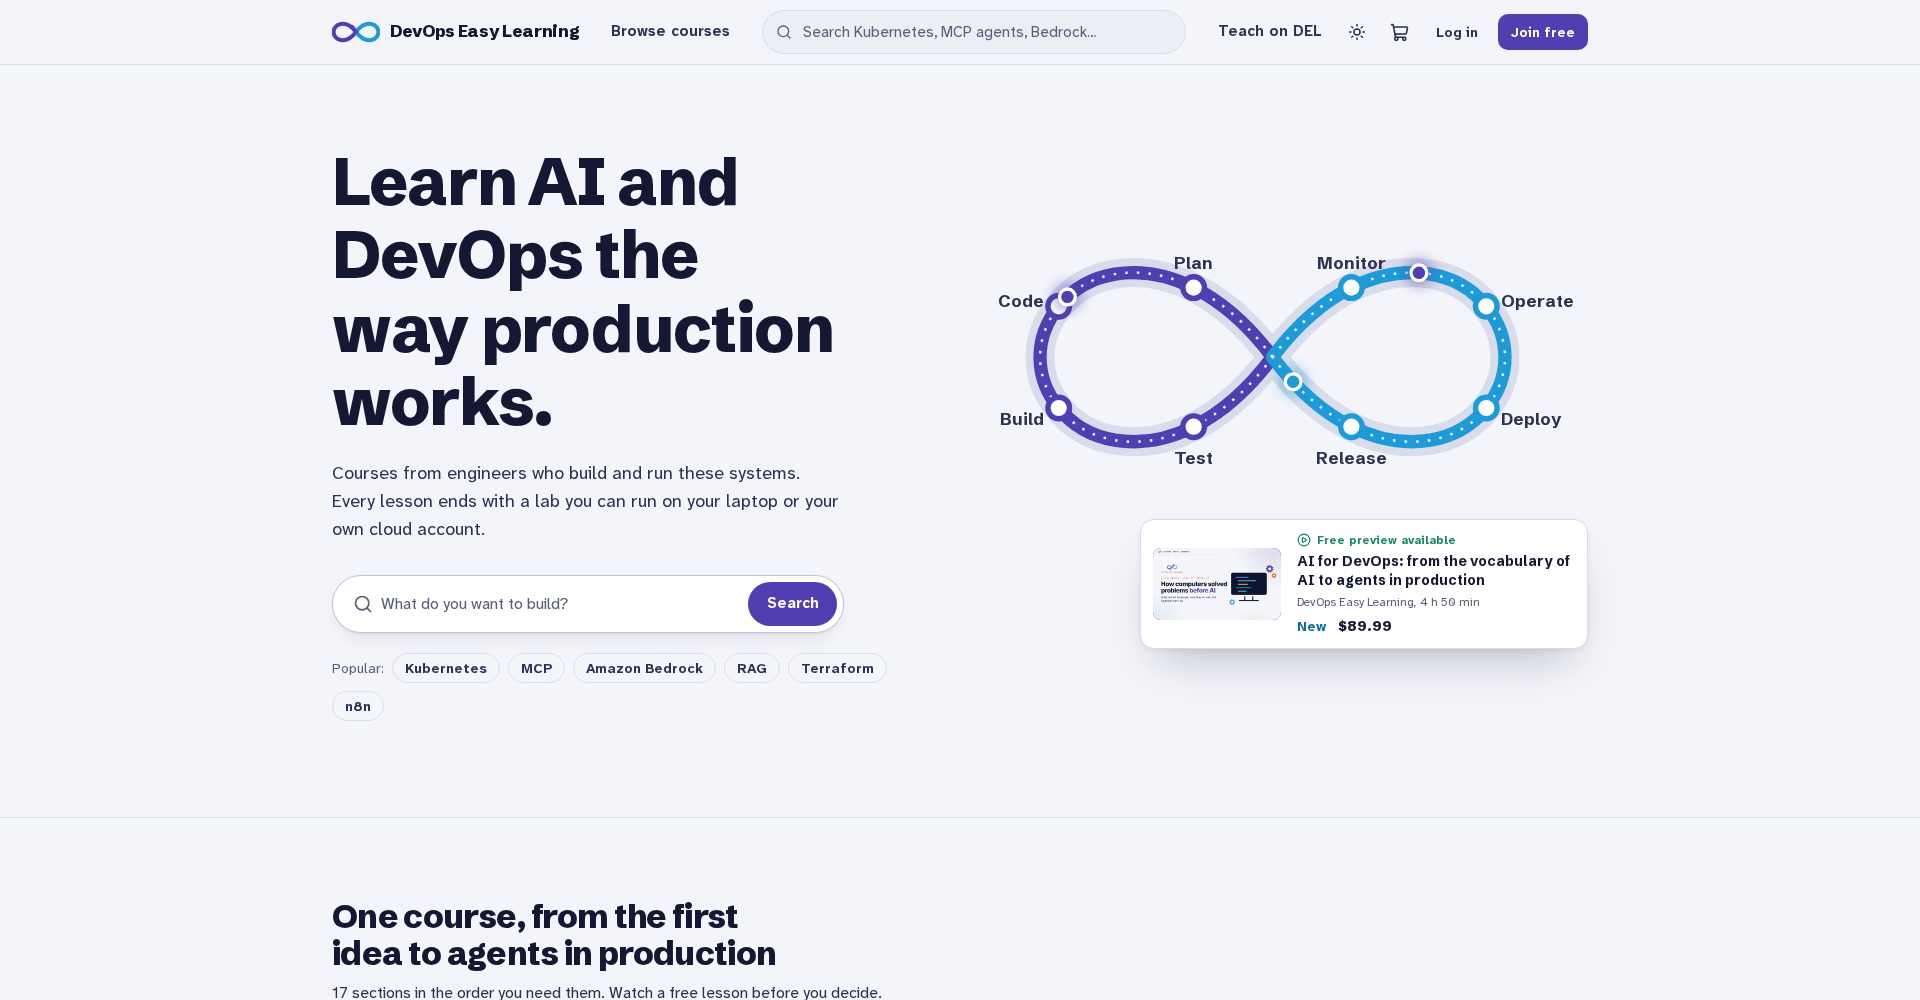 DevOps Easy Learning
Browse courses
Search Kubernetes, MCP agents, Bedrock...
Teach on DEL
Log in
Join free
Learn AI and
DevOps the
way production
works.
Courses from engineers who build and run these systems.
Every lesson ends with a lab you can run on your laptop or your
own cloud account.
What do you want to build?
Search
Popular:
Kubernetes
MCP
Amazon Bedrock
RAG
Terraform
n8n
Plan
Monitor
Code
Operate
Build
Deploy
Test
Release
How computers solved
problems before AI
Free preview available
AI for DevOps: from the vocabulary of
AI to agents in production
DevOps Easy Learning, 4 h 50 min
New $89.99
One course, from the first
idea to agents in production
17 sections in the order you need them. Watch a free lesson before you decide.